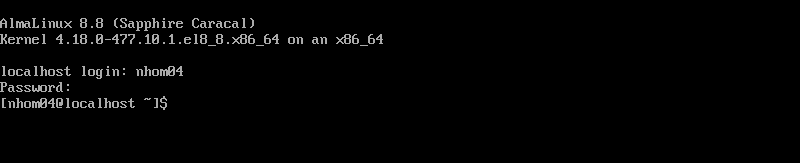 AlmaLinux 8.8 (Sapphire Caracal)
Kernel 4.18.0-477.10.1.el8_8.x86_64 on an x86_64
localhost login: nhom04
Password:
[nhom04@localhost ~]$